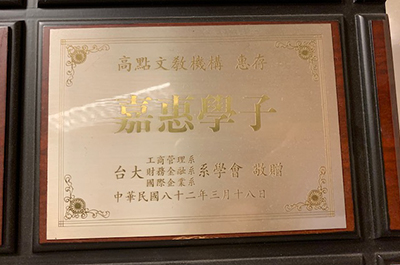 高點文教機構 惠存
嘉惠學子
台大 工商管理系
財務金融系
國際企業系 系學會 敬贈
中華民國八十二年三月十八日